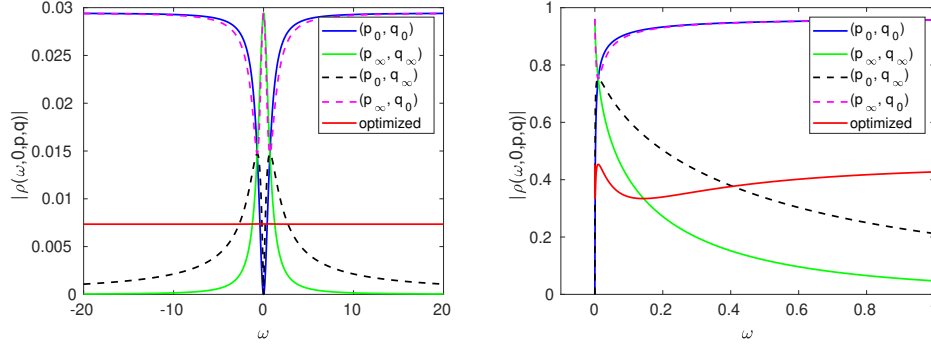 |ρ(ω,0,p,q)|
0.03
0.025
0.02
0.015
0.01
0.005
0
-20
-10
0
10
20
ω
(p0, q0)
(p∞, q∞)
(p0, q∞)
(p∞, q0)
optimized
|ρ(ω,0,p,q)|
1
0.8
0.6
0.4
0.2
0
0
0.2
0.4
0.6
0.8
ω
(p0, q0)
(p∞, q∞)
(p0, q∞)
(p∞, q0)
optimized